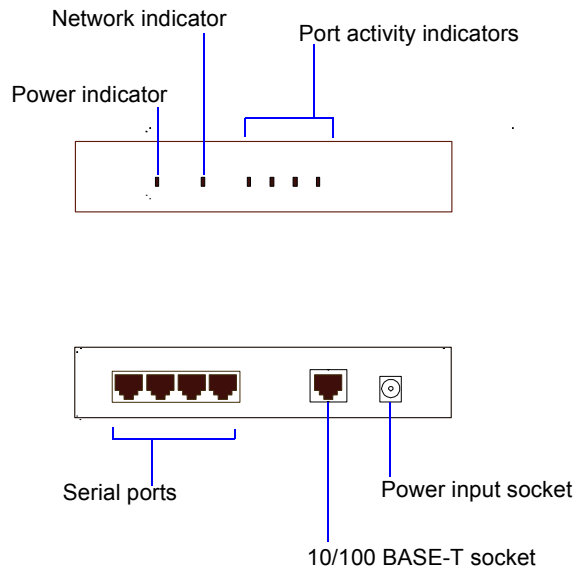 Network indicator
Port activity indicators
Power indicator
Serial ports
Power input socket
10/100 BASE-T socket